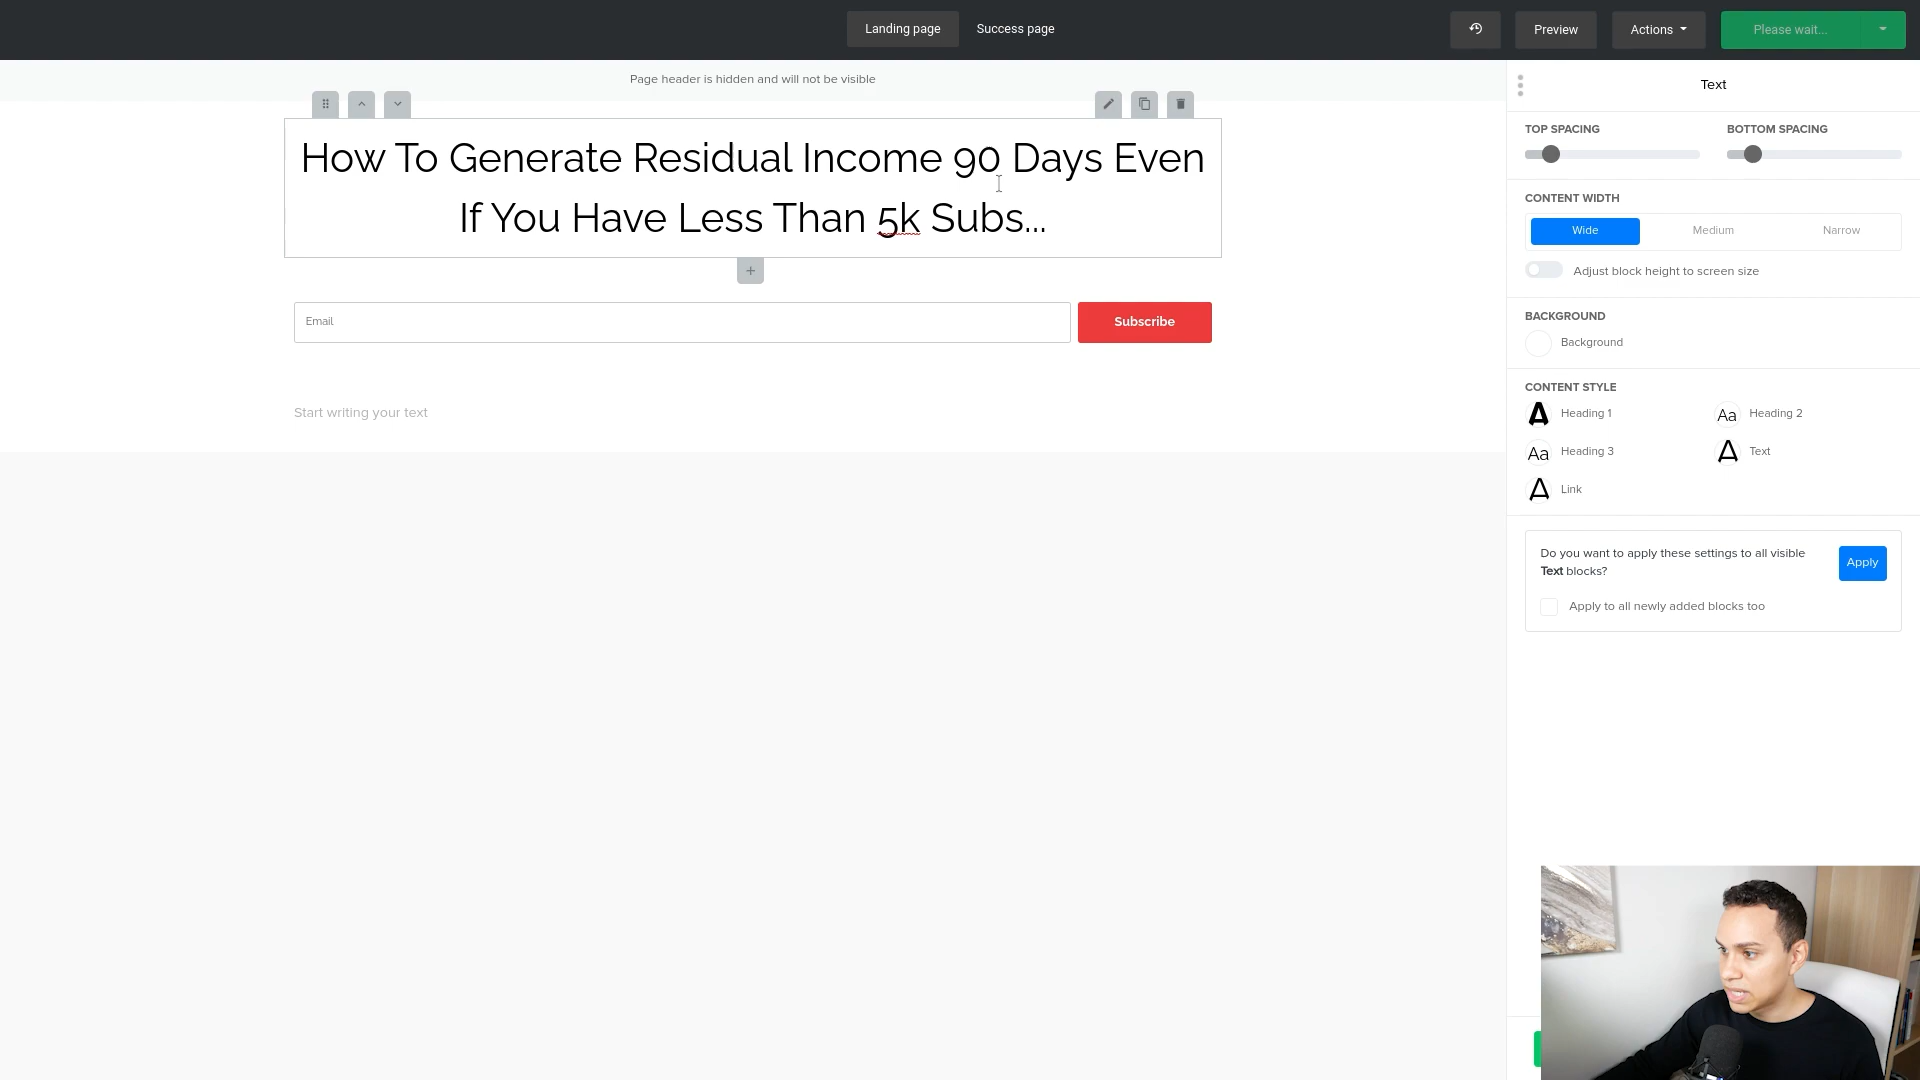 Landing page
Success page
Preview
Actions
Please wait...
Page header is hidden and will not be visible
How To Generate Residual Income 90 Days Even
If You Have Less Than 5k Subs...
Email
Subscribe
Start writing your text
Text
TOP SPACING
BOTTOM SPACING
CONTENT WIDTH
Wide
Medium
Narrow
Adjust block height to screen size
BACKGROUND
Background
CONTENT STYLE
A Heading 1
Aa Heading 2
Aa Heading 3
A Text
A Link
Do you want to apply these settings to all visible
Text blocks?
Apply
Apply to all newly added blocks too